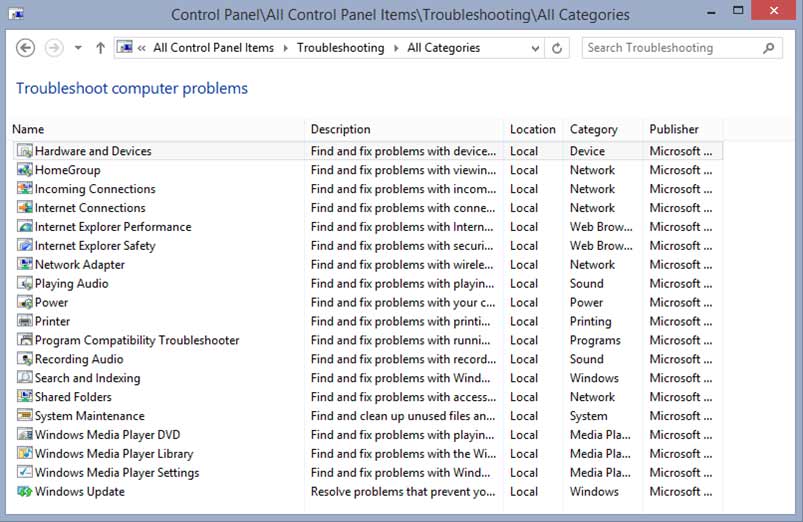 Control Panel\All Control Panel Items\Troubleshooting\All Categories
« All Control Panel Items Troubleshooting All Categories Search Troubleshooting
Troubleshoot computer problems
Name Description Location Category Publisher
Hardware and Devices Find and fix problems with device... Local Device Microsoft ...
HomeGroup Find and fix problems with viewin... Local Network Microsoft ...
Incoming Connections Find and fix problems with incom... Local Network Microsoft ...
Internet Connections Find and fix problems with conne... Local Network Microsoft ...
Internet Explorer Performance Find and fix problems with Intern... Local Web Brow... Microsoft ...
Internet Explorer Safety Find and fix problems with securi... Local Web Brow... Microsoft ...
Network Adapter Find and fix problems with wirele... Local Network Microsoft ...
Playing Audio Find and fix problems with playin... Local Sound Microsoft ...
Power Find and fix problems with your c... Local Power Microsoft ...
Printer Find and fix problems with printi... Local Printing Microsoft ...
Program Compatibility Troubleshooter Find and fix problems with runni... Local Programs Microsoft ...
Recording Audio Find and fix problems with record... Local Sound Microsoft ...
Search and Indexing Find and fix problems with Wind... Local Windows Microsoft ...
Shared Folders Find and fix problems with access... Local Network Microsoft ...
System Maintenance Find and clean up unused files an... Local System Microsoft ...
Windows Media Player DVD Find and fix problems with playin... Local Media Pla... Microsoft ...
Windows Media Player Library Find and fix problems with the Wi... Local Media Pla... Microsoft ...
Windows Media Player Settings Find and fix problems with Wind... Local Media Pla... Microsoft ...
Windows Update Resolve problems that prevent yo... Local Windows Microsoft ...